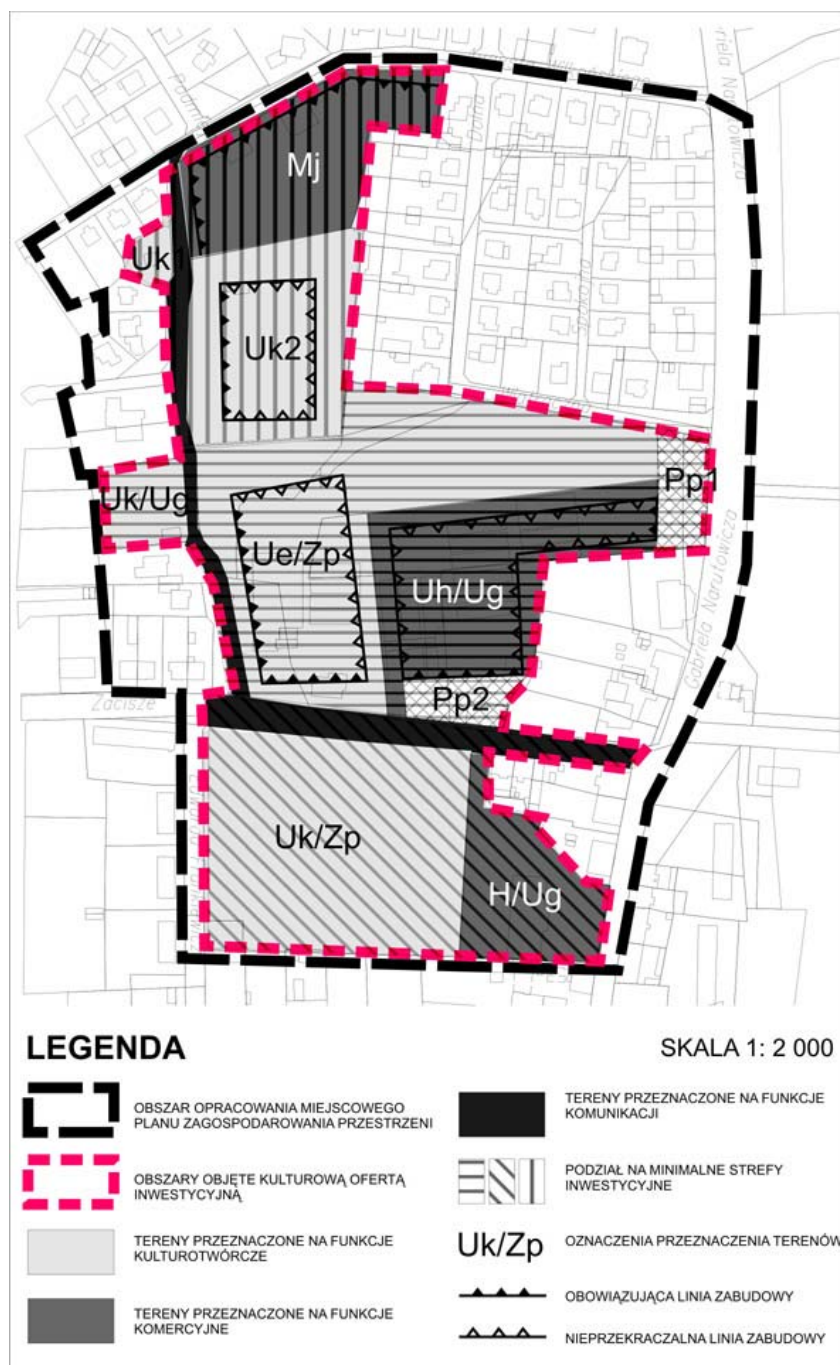 Mj
Uk1
Uk2
Uk/Ug
Pp1
Ue/Zp
Uh/Ug
Pp2
Gabriela Narutowicza
Zacisze
Uk/Zp
H/Ug
LEGENDA
SKALA 1: 2 000
OBSZAR OPRACOWANIA MIEJSCOWEGO
PLANU ZAGOSPODAROWANIA PRZESTRZENI
OBSZARY OBJĘTE KULTUROWĄ OFERTĄ
INWESTYCYJNĄ
TERENY PRZEZNACZONE NA FUNKCJE
KULTUROTWÓRCZE
TERENY PRZEZNACZONE NA FUNKCJE
KOMERCYJNE
TERENY PRZEZNACZONE NA FUNKCJE
KOMUNIKACJI
PODZIAŁ NA MINIMALNE STREFY
INWESTYCYJNE
Uk/Zp
OZNACZENIA PRZEZNACZENIA TERENÓW
OBOWIĄZUJĄCA LINIA ZABUDOWY
NIEPRZEKRACZALNA LINIA ZABUDOWY